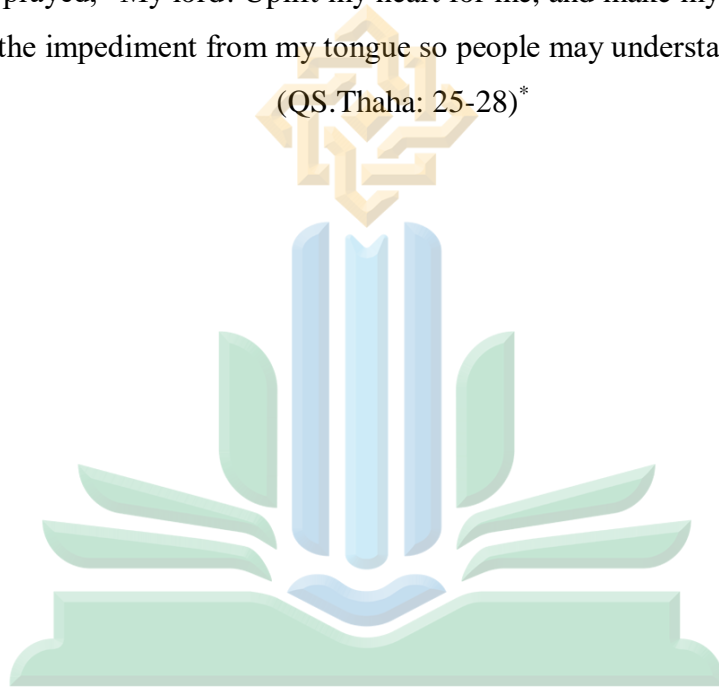 prayed, "My lord! Uplift my heart for me, and make my
the impediment from my tongue so people may understa
(QS.Thaha: 25-28)*